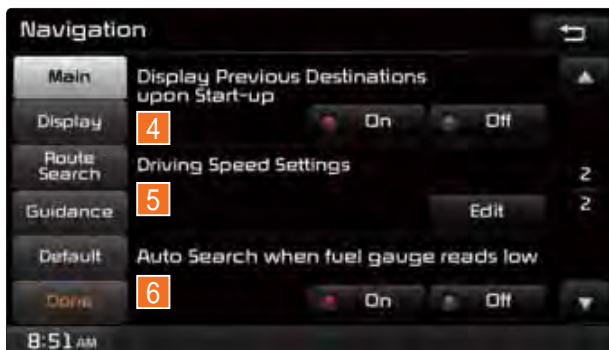 Navigation
Main
Display Previous Destinations
upon Start-up
Display
4
On
Off
Route
Search
Driving Speed Settings
5
2
2
Guidance
Edit
Default
Auto Search when fuel gauge reads low
Done
6
On
Off
8:51 AM